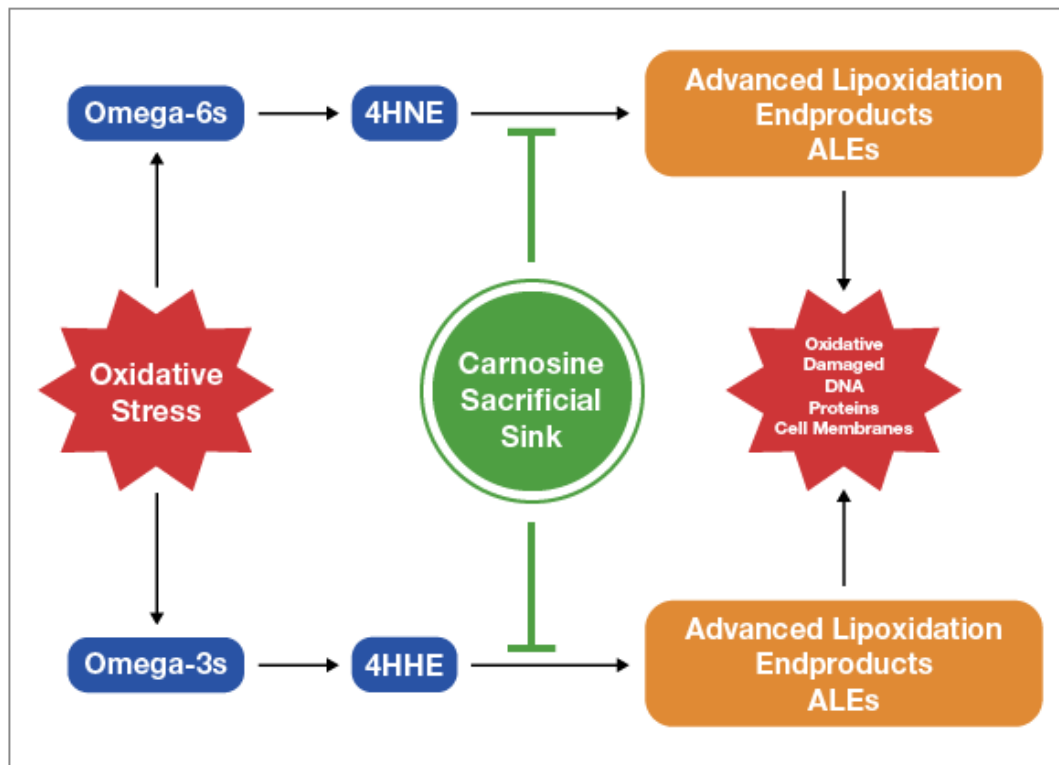 Omega-6s
4HNE
Advanced Lipoxidation
Endproducts
ALEs
Oxidative
Stress
Carnosine
Sacrificial
Sink
Oxidative
Damaged
DNA
Proteins
Cell Membranes
Omega-3s
4HHE
Advanced Lipoxidation
Endproducts
ALEs